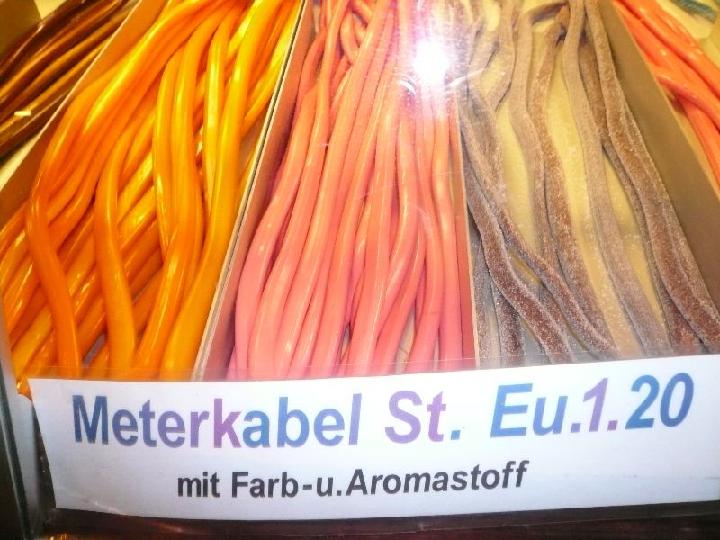 Meterkabel St. Eu.1.20
mit Farb-u.Aromastoff